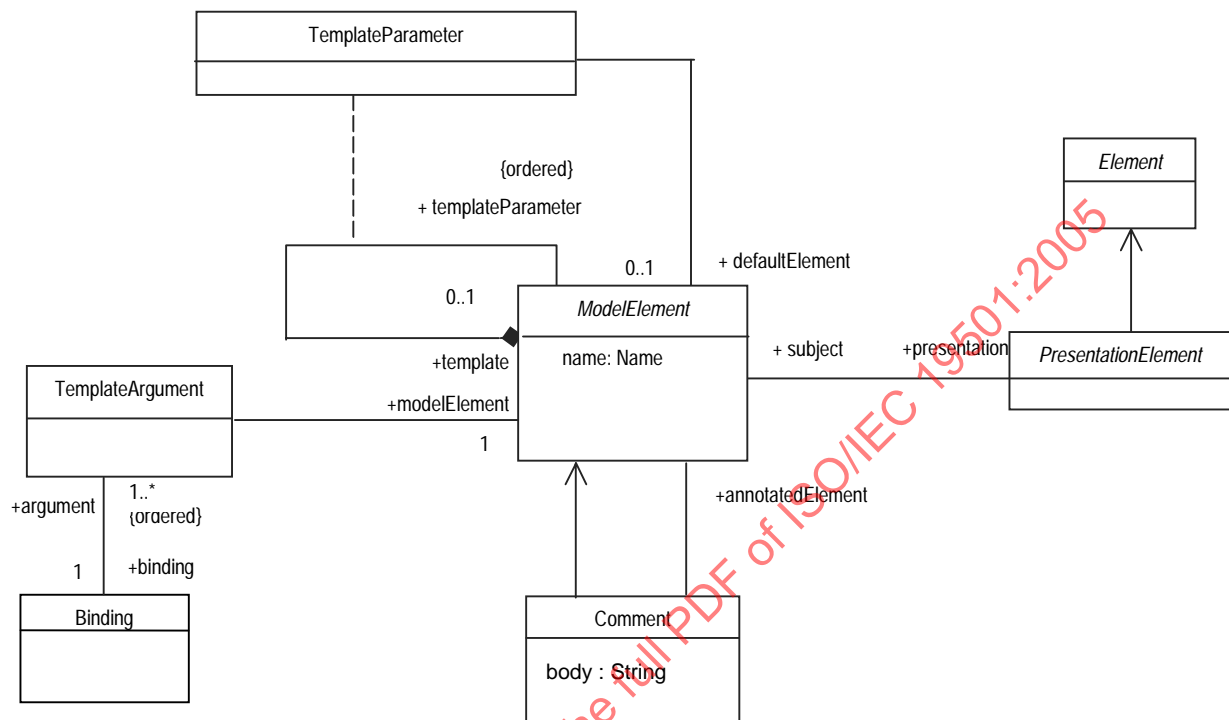 TemplateParameter
{ordered}
+ templateParameter
Element
0..1
+ defaultElement
0..1
ModelElement
name: Name
+template
+ subject
+presentation
PresentationElement
TemplateArgument
+modelElement
1
+argument
1..*
{ordered}
+annotatedElement
1
+binding
Binding
Comment
body : String
he full PDF of ISO/IEC 19501:2005